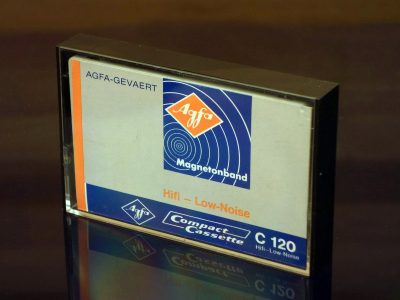 AGFA-GEVAERT
Agfa
Magnetonband
Hifi – Low-Noise
Agfa
Compact
Cassette
C 120
Hifi-Low-Noise